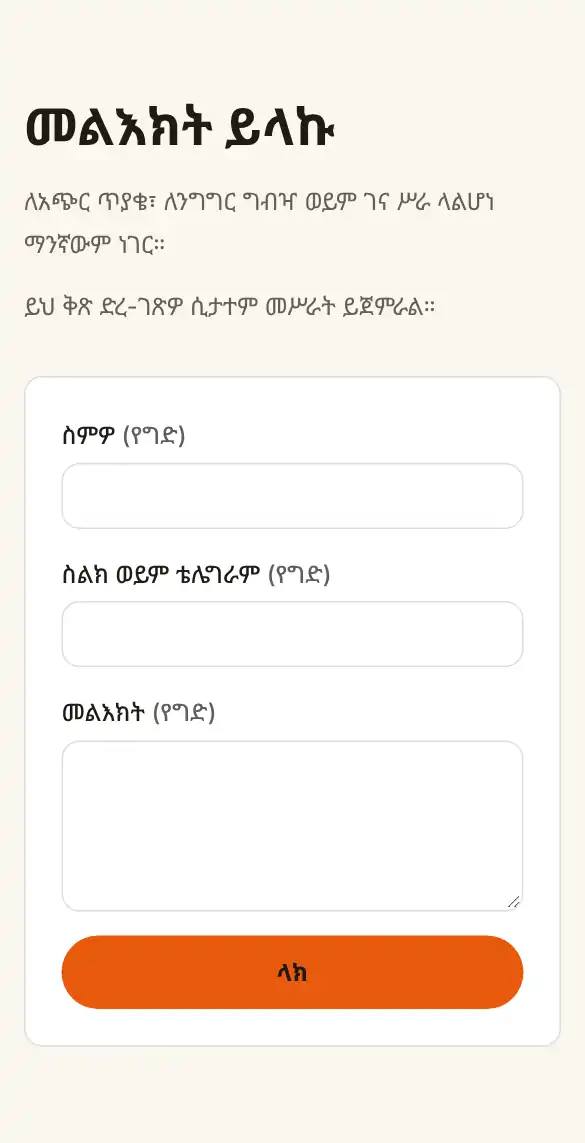 መልእክት ይላኩ
ለአጭር ጥያቄ፣ ለንግግር ግብዣ ወይም ገና ሥራ ላልሆነ
ማንኛውም ነገር።
ይህ ቅጽ ድረ-ገጽዎ ሲታተም መሥራት ይጀምራል።
ስምዎ (የግድ)
ስልክ ወይም ቴሌግራም (የግድ)
መልእክት (የግድ)
ላክ